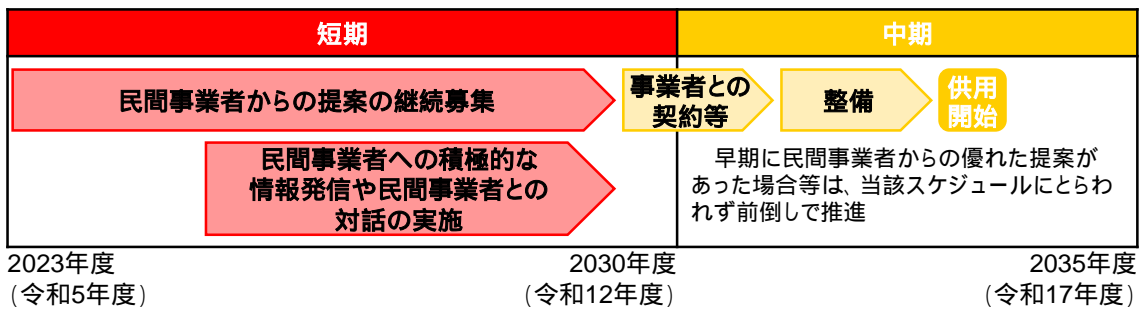 短期
中期
民間事業者からの提案の継続募集
事業者との
契約等
整備
供用
開始
民間事業者への積極的な
情報発信や民間事業者との
対話の実施
早期に民間事業者からの優れた提案が
あった場合等は、当該スケジュールにとらわ
れず前倒しで推進
2023年度
(令和5年度)
2030年度
(令和12年度)
2035年度
(令和17年度)